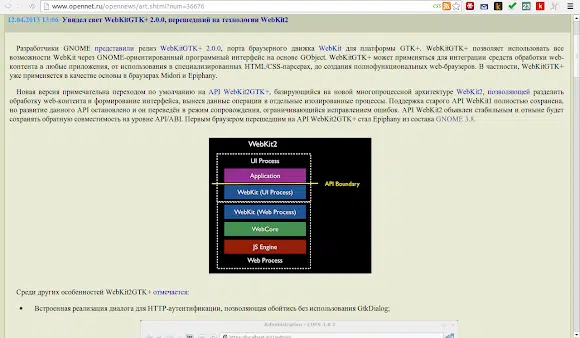 www.opennet.ru/opennews/art.shtml?num=36676
12.04.2013 13:06 Увидел свет WebKitGTK+ 2.0.0, перешедший на технологии WebKit2
Разработчики GNOME представили релиз WebKitGTK+ 2.0.0, порта браузерного движка WebKit для платформы GTK+. WebKitGTK+ позволяет использовать все
возможности WebKit через GNOME-ориентированный програмнный интерфейс на основе GObject. WebKitGTK+ может применяться для интеграции средств обработки web-
контента в любые приложения, от использования в специализированных HTML/CSS-парсерах, до создания полнофункциональных web-браузеров. В частности, WebKitGTK+
уже применяется в качестве основы в браузерах Midori и Epiphany.
Новая версия примечательна переходом по умолчанию на API WebKit2GTK+, базирующийся на новой многопроцессной архитектуре WebKit2, позволяющей разделить
обработку web-контента и формирование интерфейса, вынеся данные операции в отдельные изолированные процессы. Поддержка старого API WebKit1 полностью сохранена,
но развитие данного API остановлено и он переведён в режим сопровождения, ограничивающийся исправлением ошибок. API WebKit2 объявлен стабильным и отныне будет
сохранять обратную совместимость на уровне API/ABI. Первым браузером перешедшим на API WebKit2GTK+ стал Epiphany из состава GNOME 3.8.
WebKit2
UI Process
Application
API Boundary
WebKit (UI Process)
WebKit (Web Process)
WebCore
JS Engine
Web Process
Среди других особенностей WebKit2GTK+ отмечается:
Встроенная реализация диалога для HTTP-аутентификации, позволяющая обойтись без использования GtkDialog;